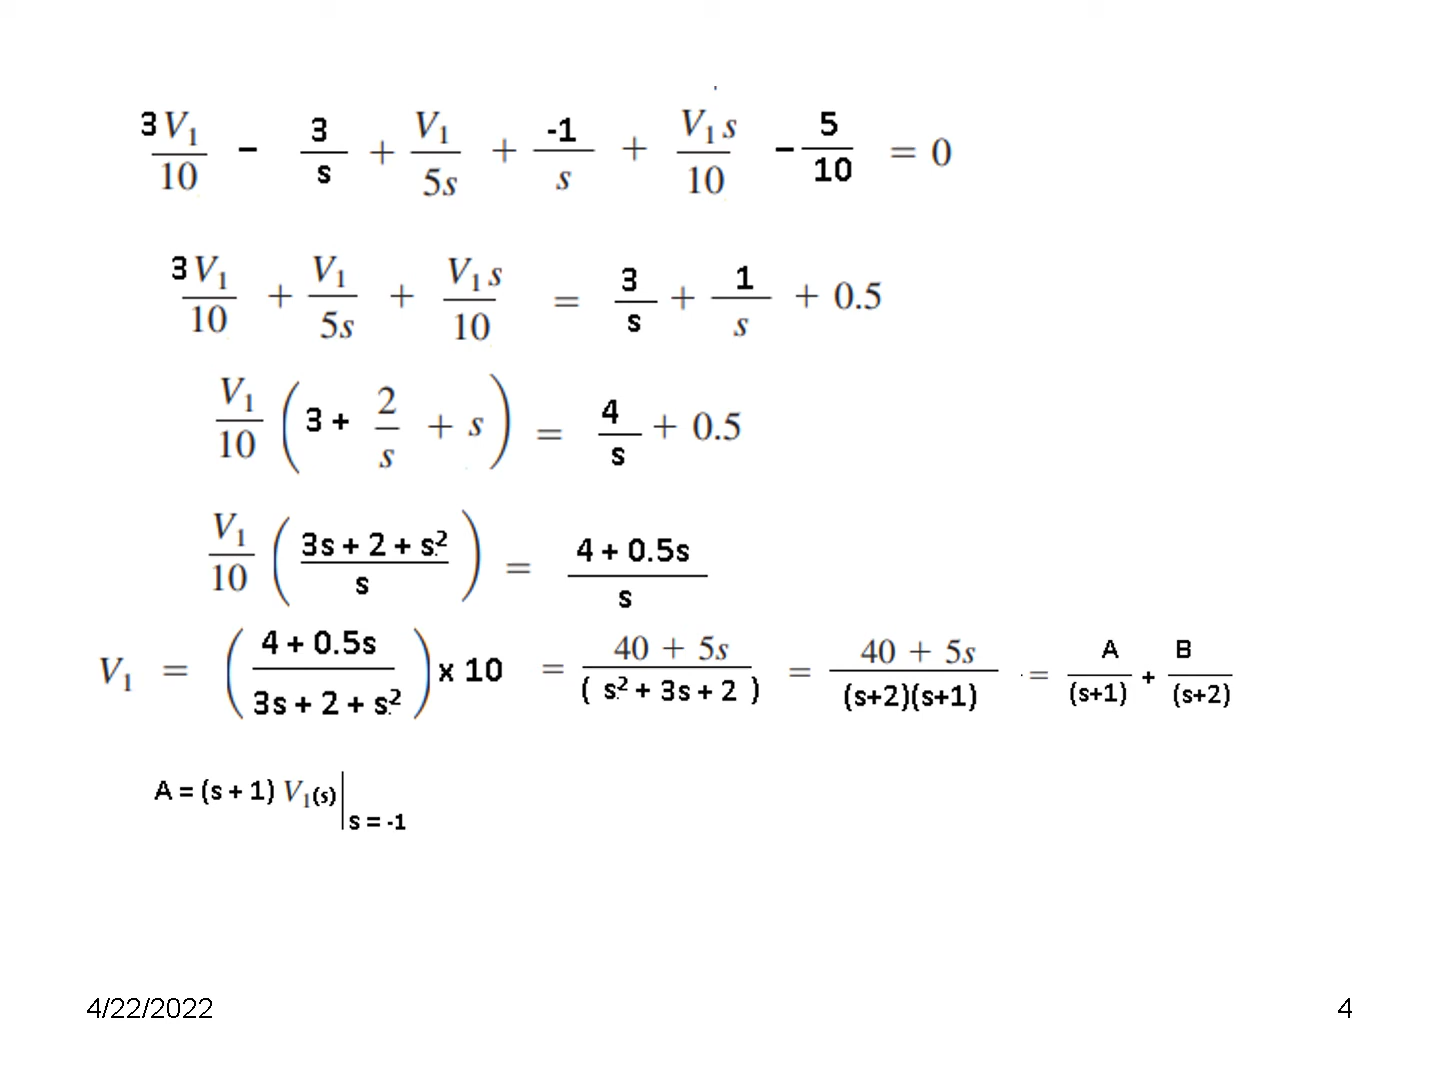 3V₁/10 - 3/s + V₁/5s + -1/s + V₁s/10 - 5/10 = 0
3V₁/10 + V₁/5s + V₁s/10 = 3/s + 1/s + 0.5
V₁/10 (3 + 2/s + s) = 4/s + 0.5
V₁/10 ((3s + 2 + s²)/s) = (4 + 0.5s)/s
V₁ = ((4 + 0.5s)/(3s + 2 + s²)) x 10 = (40 + 5s)/(s² + 3s + 2) = (40 + 5s)/((s+2)(s+1)) = A/(s+1) + B/(s+2)
A = (s + 1) V₁(s)|s = -1
4/22/2022
4